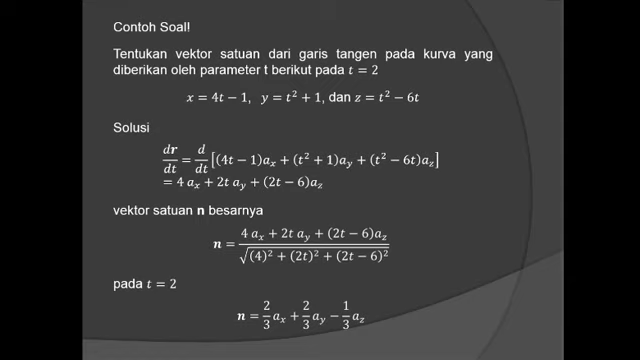 Contoh Soal!
Tentukan vektor satuan dari garis tangen pada kurva yang
diberikan oleh parameter t berikut pada t = 2
x = 4t − 1, y = t² + 1, dan z = t² − 6t
Solusi
dr/dt = d/dt [(4t − 1)aₓ + (t² + 1)a_y + (t² − 6t)a_z]
= 4 aₓ + 2t a_y + (2t − 6)a_z
vektor satuan n besarnya
n = (4 aₓ + 2t a_y + (2t − 6)a_z) / √((4)² + (2t)² + (2t − 6)²)
pada t = 2
n = 2/3 aₓ + 2/3 a_y − 1/3 a_z